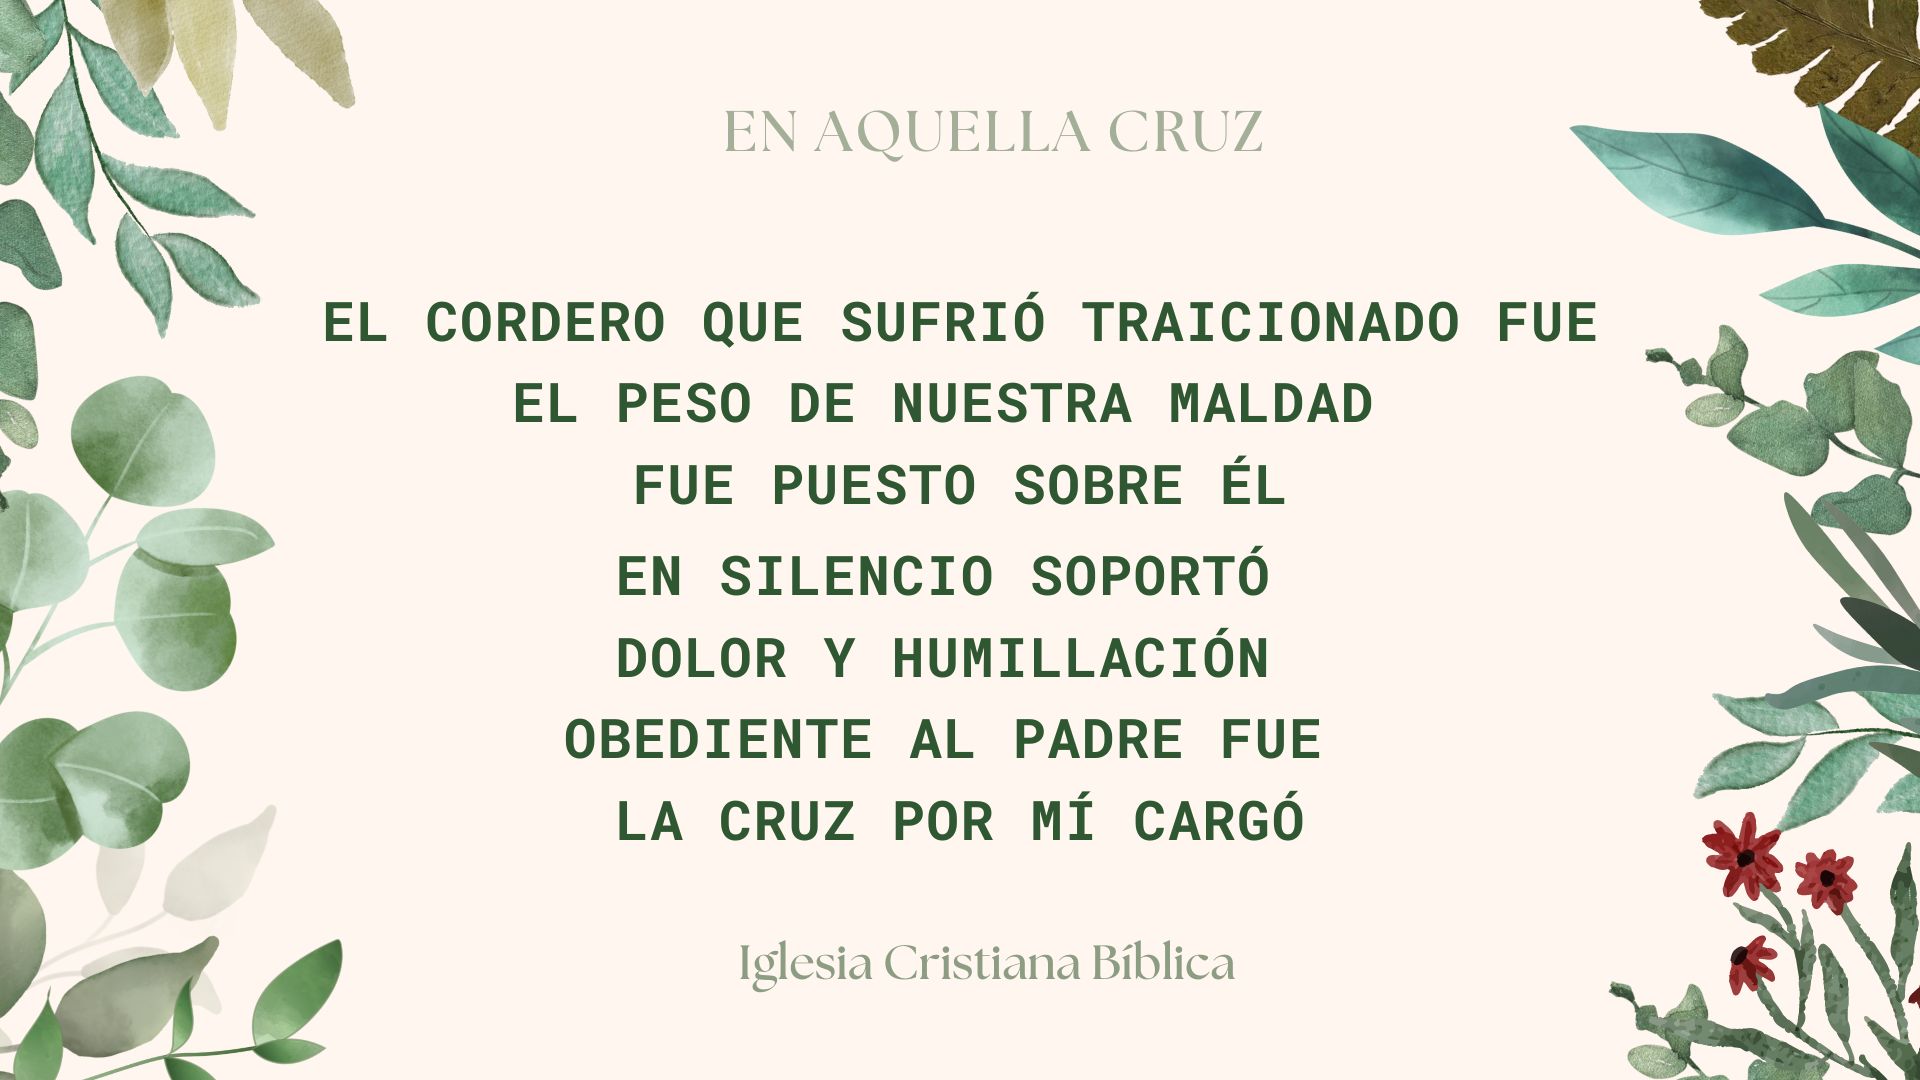 EN AQUELLA CRUZ
EL CORDERO QUE SUFRIÓ TRAICIONADO FUE
EL PESO DE NUESTRA MALDAD
FUE PUESTO SOBRE ÉL
EN SILENCIO SOPORTÓ
DOLOR Y HUMILLACIÓN
OBEDIENTE AL PADRE FUE
LA CRUZ POR MÍ CARGÓ
Iglesia Cristiana Bíblica